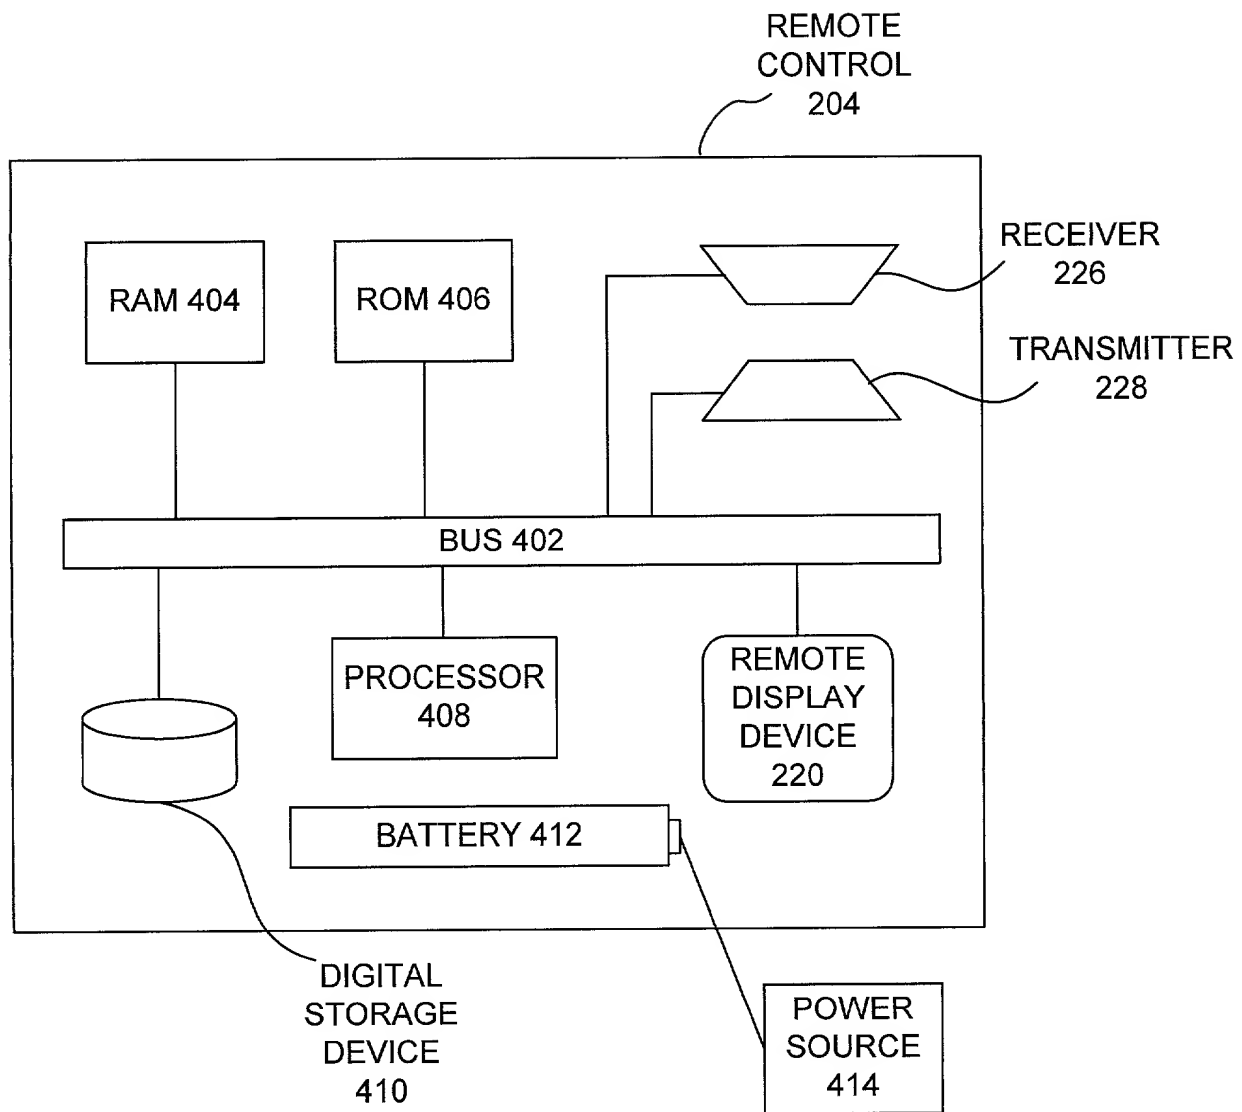 REMOTE
CONTROL
204
RECEIVER
226
RAM 404
ROM 406
TRANSMITTER
228
BUS 402
PROCESSOR
408
REMOTE
DISPLAY
DEVICE
220
BATTERY 412
DIGITAL
STORAGE
DEVICE
410
POWER
SOURCE
414